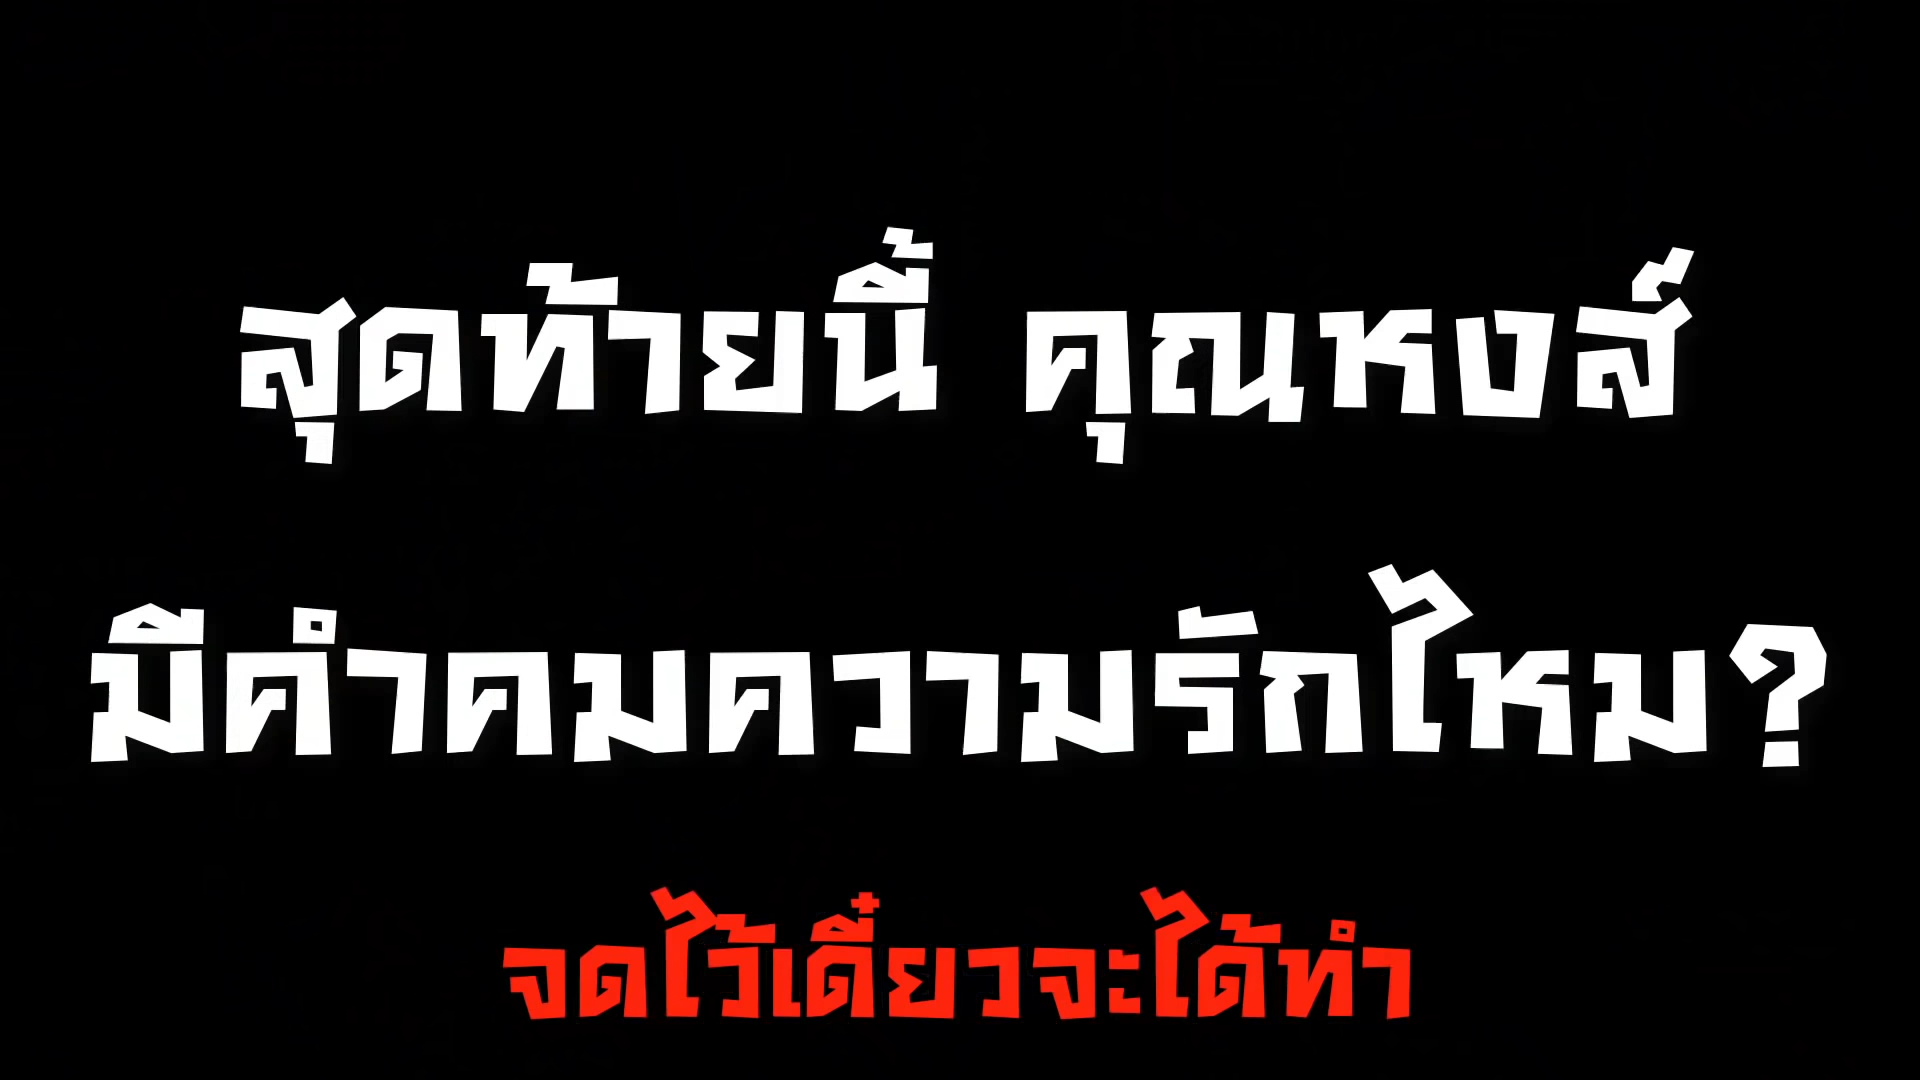 สุดท้ายนี้ คุณหงส์
มีคำคมความรักไหม?
จดไว้เดี๋ยวจะได้ทำ